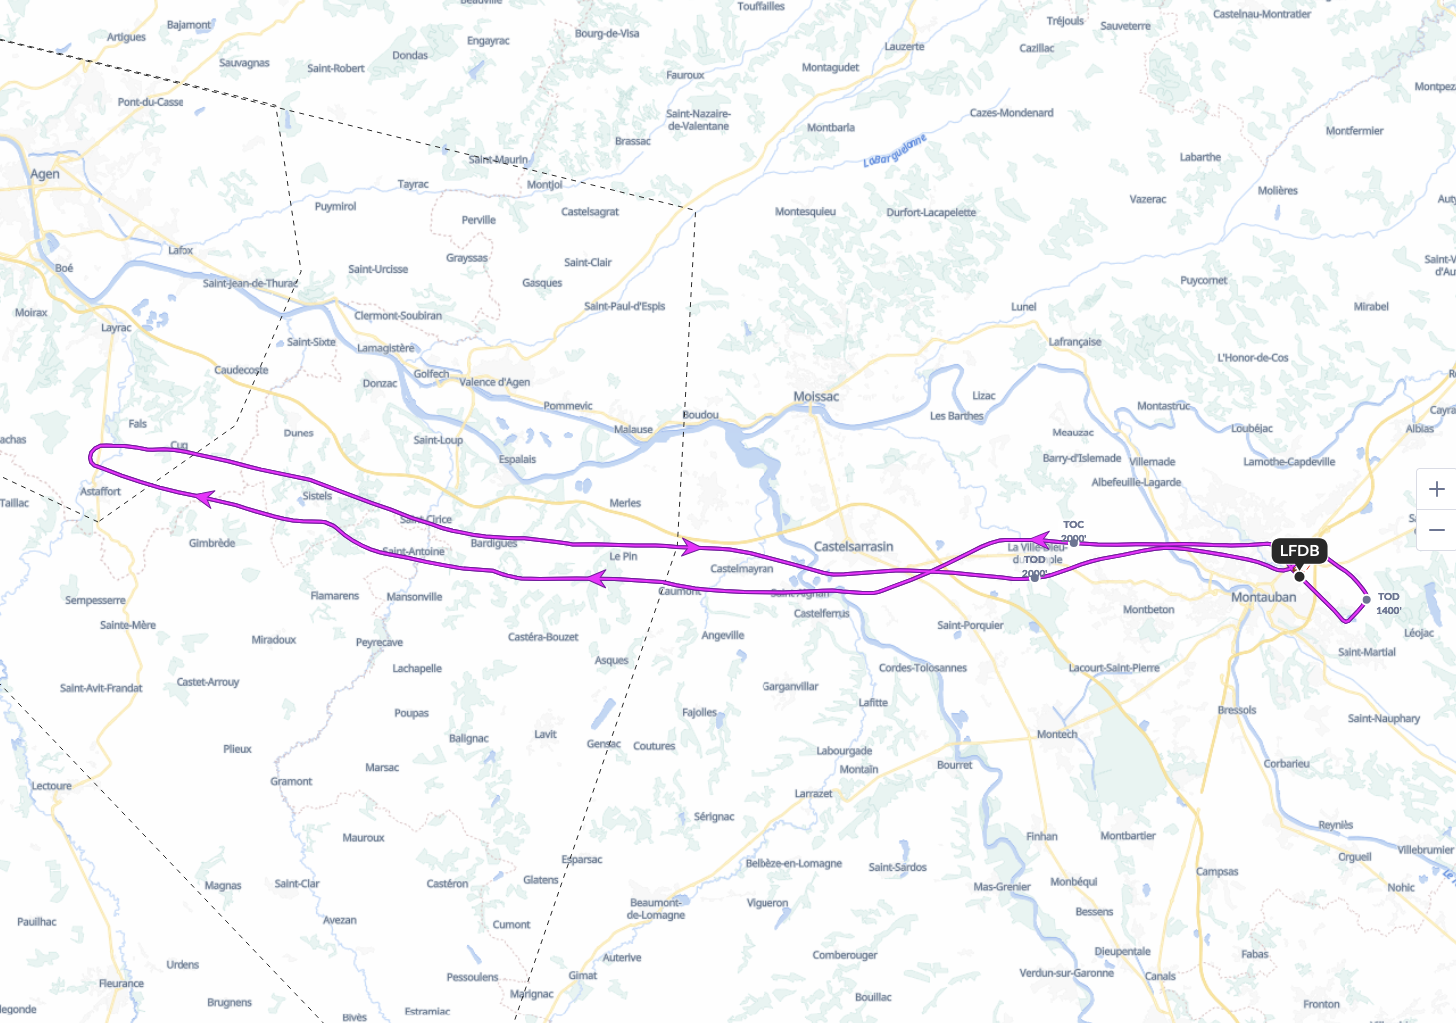 Beauville
Touffailles
Castelnau-Montratier
Bajamont
Tréjouls
Sauveterre
Artigues
Engayrac
Bourg-de-Visa
Lauzerte
Cazillac
Dondas
Sauvagnas
Saint-Robert
Fauroux
Montagudet
Pont-du-Casse
Saint-Nazaire-
de-Valentane
Cazes-Mondenard
Montbarla
Montfermier
Brassac
LaBarguelonne
Saint-Maurin
Labarthe
Agen
Tayrac
Montjoi
Molières
Vazerac
Puymirol
Perville
Castelsagrat
Montesquieu
Durfort-Lacapelette
Lafox
Grayssas
Saint-Clair
Boé
Saint-Urcisse
Saint-Jean-de-Thurac
Gasques
Puycornet
Moirax
Clermont-Soubiran
Saint-Paul-d'Espis
Lunel
Mirabel
Layrac
Saint-Sixte
Lamagistère
Lafrançaise
L'Honor-de-Cos
Caudecoste
Donzac
Golfech
Valence d'Agen
Moissac
Lizac
Pommevic
Boudou
Les Barthes
Montastruc
Fals
Dunes
Malause
Meauzac
Loubéjac
Albias
Cuq
Saint-Loup
Espalais
Barry-d'Islemade
Villemade
Lamothe-Capdeville
Albefeuille-Lagarde
Astaffort
Taillac
Sistels
Merles
Saint-Cirice
TOC
2000'
Gimbrède
Saint-Antoine
Bardigues
Le Pin
Castelsarrasin
La Ville-Dieu-
du-Temple
TOD
2000'
LFDB
Castelmayran
Sempesserre
Flamarens
Mansonville
Caumont
Saint-Aignan
Montauban
TOD
1400'
Sainte-Mère
Miradoux
Peyrecave
Castéra-Bouzet
Angeville
Castelferrus
Saint-Porquier
Montbeton
Léojac
Saint-Martial
Lachapelle
Asques
Cordes-Tolosannes
Lacourt-Saint-Pierre
Saint-Avit-Frandat
Castet-Arrouy
Garganvillar
Lafitte
Poupas
Fajolles
Bressols
Saint-Nauphary
Plieux
Balignac
Lavit
Gensac
Coutures
Labourgade
Montech
Marsac
Montaïn
Bourret
Corbarieu
Lectoure
Gramont
Larrazet
Mauroux
Sérignac
Finhan
Montbartier
Reyniès
Esparsac
Belbèze-en-Lomagne
Saint-Sardos
Villebrumier
Orgueil
Magnas
Saint-Clar
Castéron
Glatens
Mas-Grenier
Monbéqui
Campsas
Nohic
Beaumont-
de-Lomagne
Vigueron
Pauilhac
Avezan
Cumont
Bessens
Urdens
Auterive
Comberouger
Dieupentale
Fabas
Fleurance
Pessoulens
Gimat
Verdun-sur-Garonne
Canals
Brugnens
Marignac
Bouillac
Fronton
Bivès
Estramiac